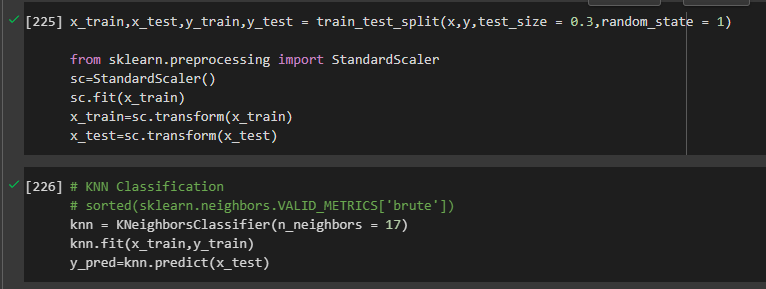 [225] x_train,x_test,y_train,y_test = train_test_split(x,y,test_size = 0.3,random_state = 1)
from sklearn.preprocessing import StandardScaler
sc=StandardScaler()
sc.fit(x_train)
x_train=sc.transform(x_train)
x_test=sc.transform(x_test)
[226] # KNN Classification
# sorted(sklearn.neighbors.VALID_METRICS['brute'])
knn = KNeighborsClassifier(n_neighbors = 17)
knn.fit(x_train,y_train)
y_pred=knn.predict(x_test)